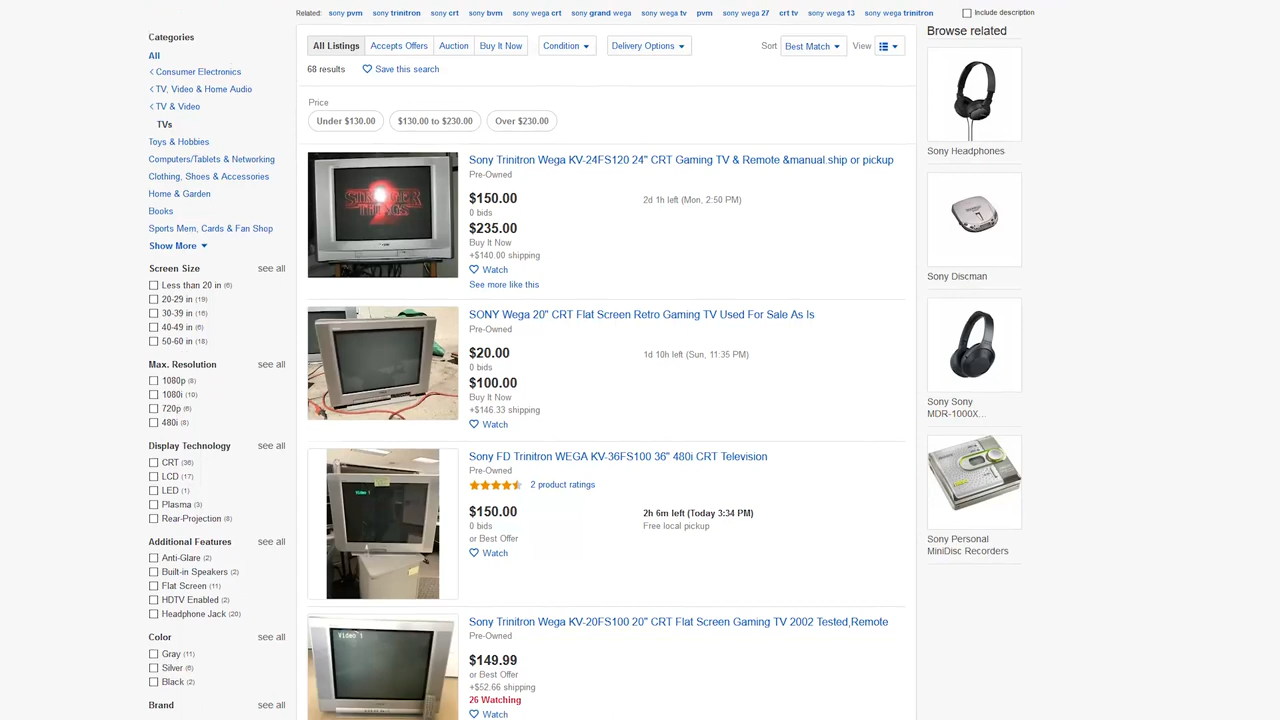 Related: sony pvm sony trinitron sony crt sony bvm sony wega crt sony grand wega sony wega tv pvm sony wega 27 crt tv sony wega 13 sony wega trinitron
Include description
Categories
All
Consumer Electronics
TV, Video & Home Audio
TV & Video
TVs
Toys & Hobbies
Computers/Tablets & Networking
Clothing, Shoes & Accessories
Home & Garden
Books
Sports Mem, Cards & Fan Shop
Show More
Screen Size see all
Less than 20 in (6)
20-29 in (19)
30-39 in (16)
40-49 in (6)
50-60 in (18)
Max. Resolution see all
1080p (8)
1080i (10)
720p (6)
480i (8)
Display Technology see all
CRT (36)
LCD (17)
LED (1)
Plasma (3)
Rear-Projection (8)
Additional Features see all
Anti-Glare (2)
Built-in Speakers (2)
Flat Screen (11)
HDTV Enabled (2)
Headphone Jack (20)
Color see all
Gray (11)
Silver (6)
Black (2)
Brand see all
All Listings Accepts Offers Auction Buy It Now Condition Delivery Options Sort Best Match View
68 results Save this search
Price
Under $130.00 $130.00 to $230.00 Over $230.00
STRANGER
THINGS
2
Sony Trinitron Wega KV-24FS120 24" CRT Gaming TV & Remote &manual.ship or pickup
Pre-Owned
$150.00 2d 1h left (Mon, 2:50 PM)
0 bids
$235.00
Buy It Now
+$140.00 shipping
Watch
See more like this
SONY Wega 20" CRT Flat Screen Retro Gaming TV Used For Sale As Is
Pre-Owned
$20.00 1d 10h left (Sun, 11:35 PM)
0 bids
$100.00
Buy It Now
+$146.33 shipping
Watch
Video 1
Sony FD Trinitron WEGA KV-36FS100 36" 480i CRT Television
Pre-Owned
2 product ratings
$150.00 2h 6m left (Today 3:34 PM)
0 bids Free local pickup
or Best Offer
Watch
Video 1
Sony Trinitron Wega KV-20FS100 20" CRT Flat Screen Gaming TV 2002 Tested,Remote
Pre-Owned
$149.99
or Best Offer
+$52.66 shipping
26 Watching
Watch
Browse related
Sony Headphones
Sony Discman
Sony Sony
MDR-1000X...
Sony Personal
MiniDisc Recorders